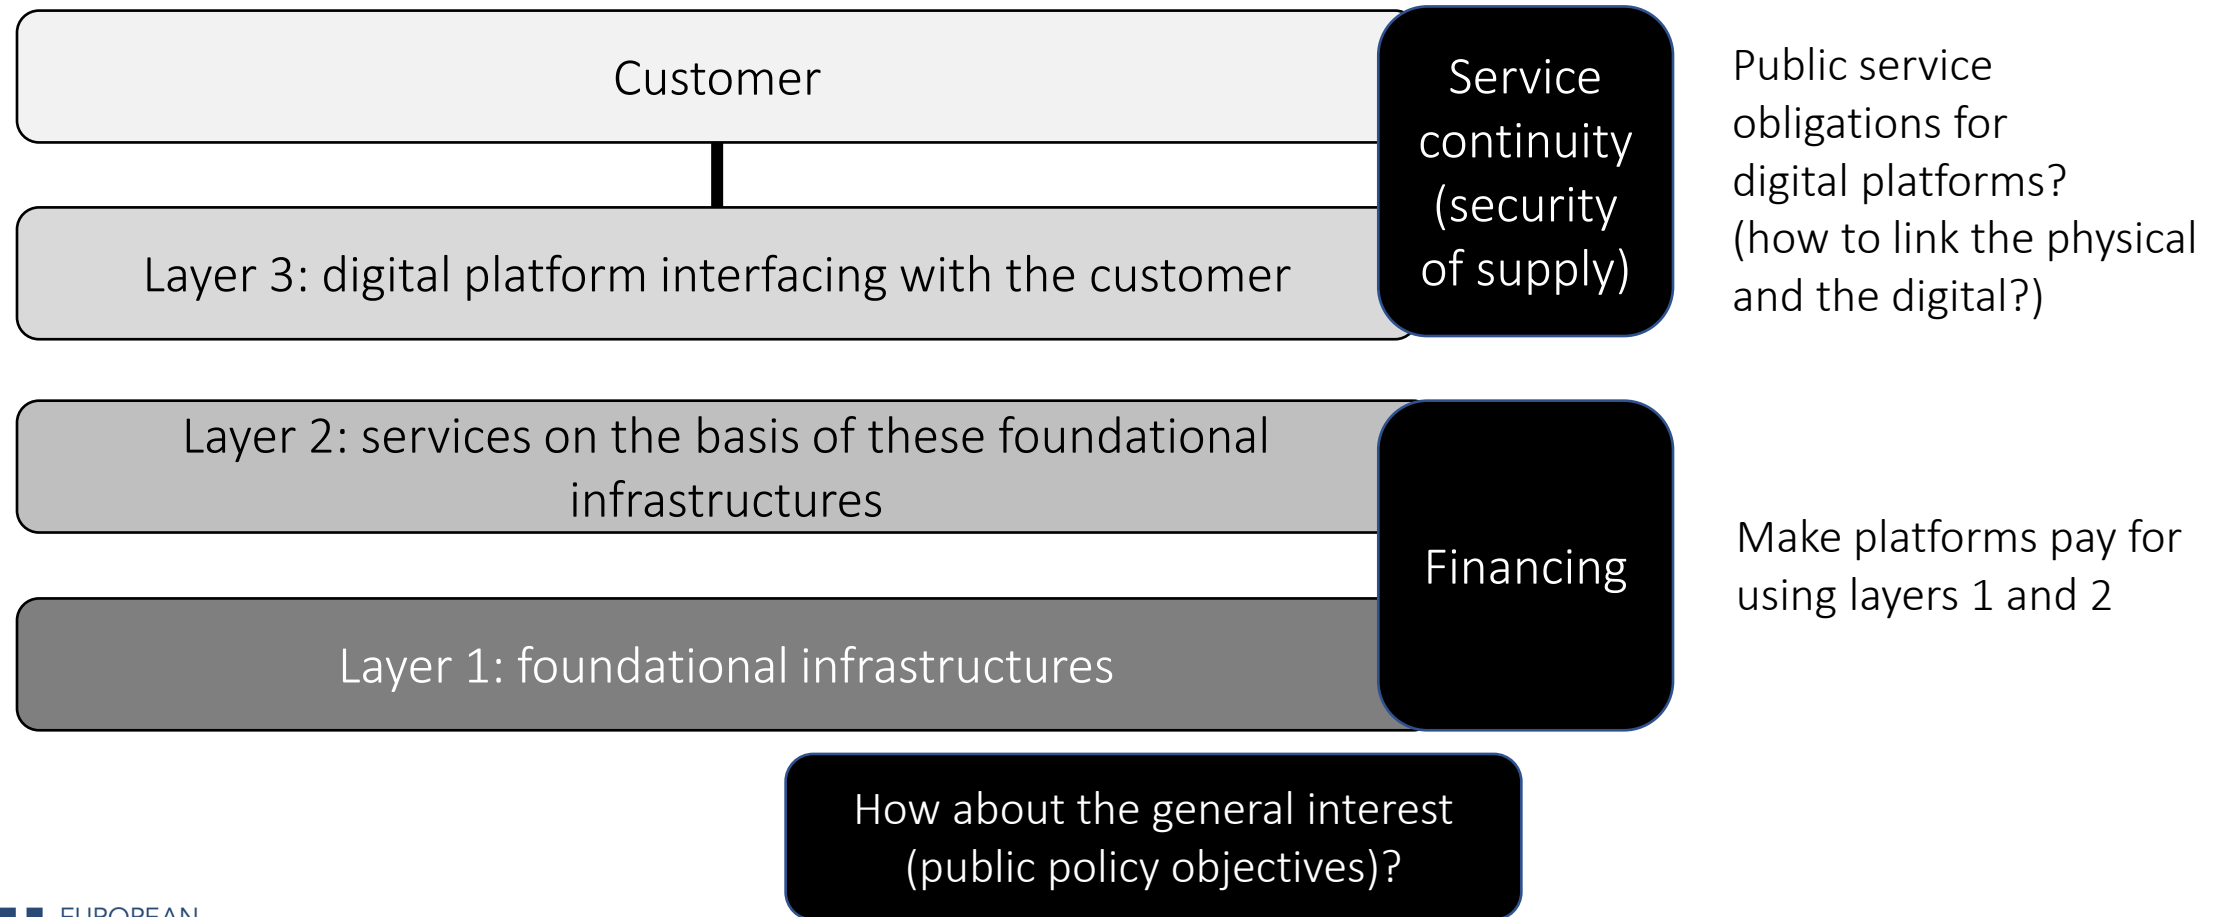 Customer
Service
continuity
(security
of supply)
Public service
obligations for
digital platforms?
(how to link the physical
and the digital?)
Layer 3: digital platform interfacing with the customer
Layer 2: services on the basis of these foundational
infrastructures
Financing
Make platforms pay for
using layers 1 and 2
Layer 1: foundational infrastructures
How about the general interest
(public policy objectives)?
EUROPEAN